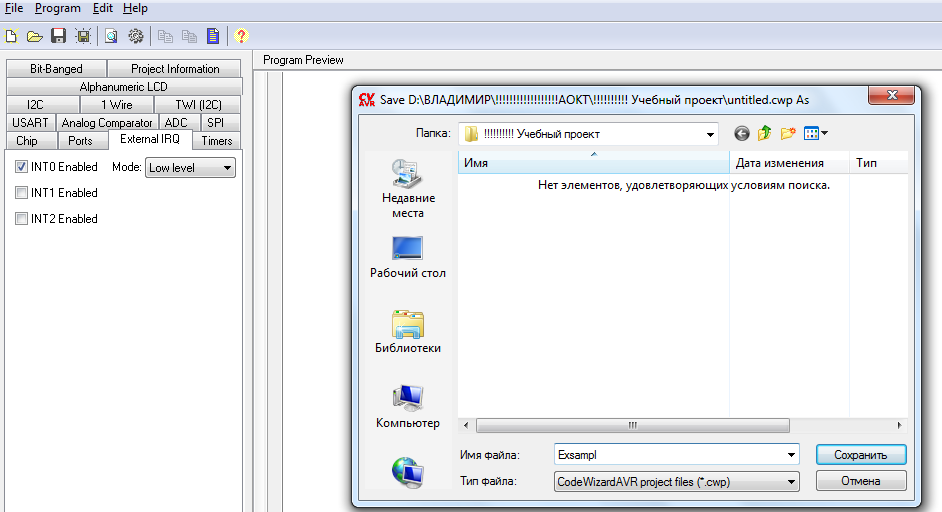 File Program Edit Help
Bit-Banged Project Information
Alphanumeric LCD
I2C 1 Wire TWI (I2C)
USART Analog Comparator ADC SPI
Chip Ports External IRQ Timers
INT0 Enabled Mode: Low level
INT1 Enabled
INT2 Enabled
Program Preview
CV AVR Save D:\ВЛАДИМИР\!!!!!!!!!!!!!!!!!!АОКТ\!!!!!!!!!! Учебный проект\untitled.cwp As
Папка: !!!!!!!!!! Учебный проект
Имя Дата изменения Тип
Нет элементов, удовлетворяющих условиям поиска.
Недавние
места
Рабочий стол
Библиотеки
Компьютер
Имя файла: Exsampl Сохранить
Тип файла: CodeWizardAVR project files (*.cwp) Отмена